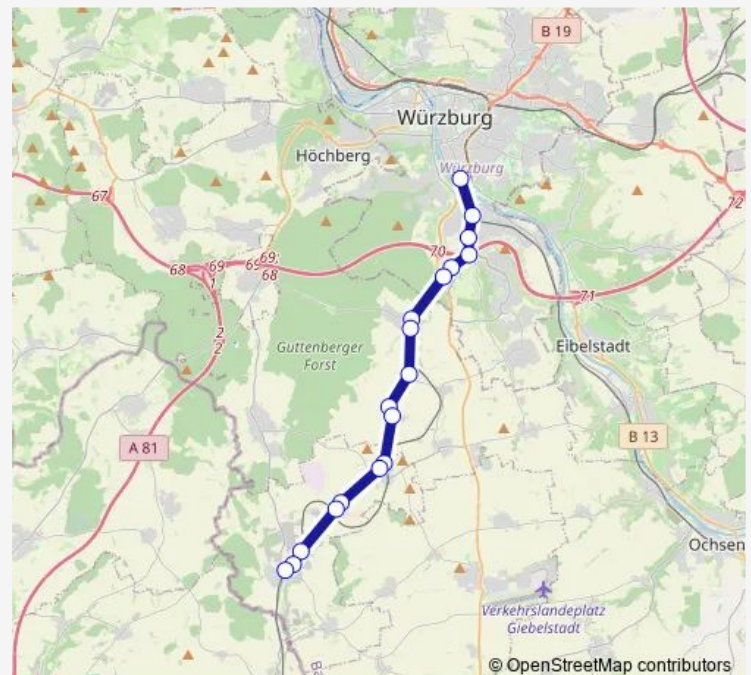 B 19
Würzburg
Höchberg
Würzburg
67
72
70
69
69;
68
69
68
1
71
2
2
Guttenberger
Forst
Eibelstadt
A 81
B 13
Ochsen
Verkehrslandeplatz
Giebelstadt
© OpenStreetMap contributors